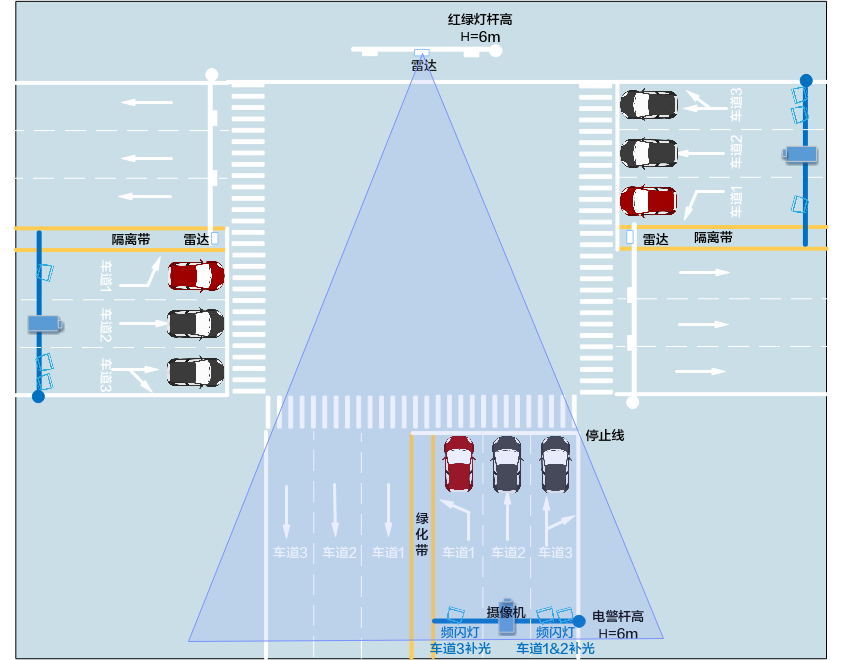 红绿灯杆高
H=6m
雷达
车道3
车道2
车道1
隔离带
雷达
雷达
隔离带
车道1
车道2
车道3
停止线
绿化带
车道3
车道2
车道1
车道1
车道2
车道3
摄像机
电警杆高
H=6m
频闪灯
车道3补光
频闪灯
车道1&2补光